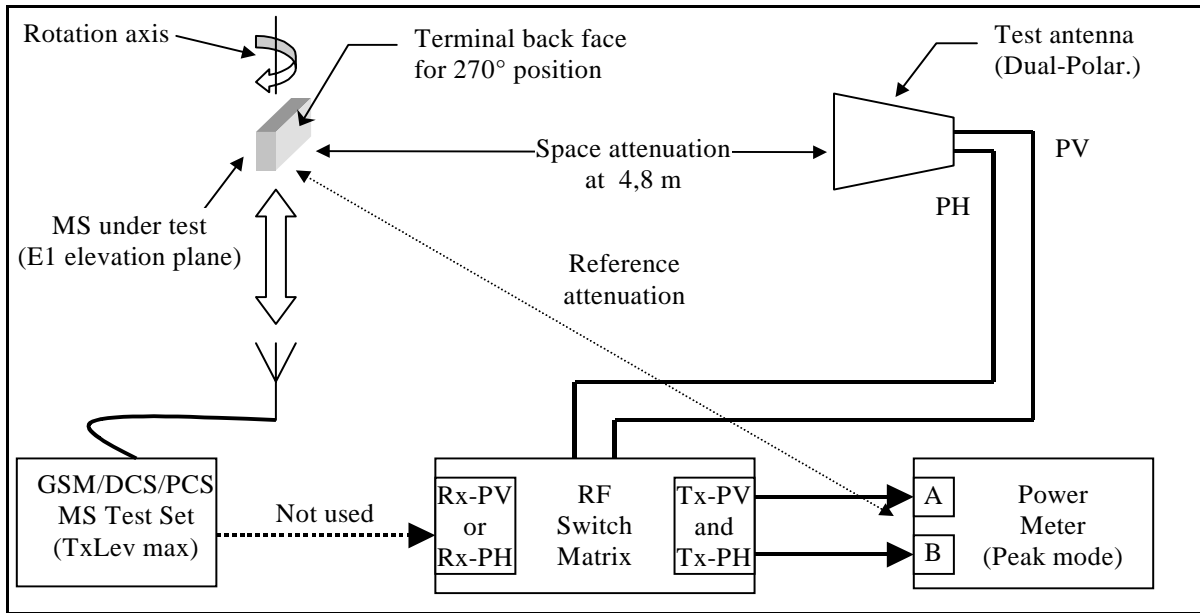 Rotation axis
Terminal back face
for 270° position
Test antenna
(Dual-Polar.)
Space attenuation
at 4,8 m
PV
PH
MS under test
(E1 elevation plane)
Reference
attenuation
GSM/DCS/PCS
MS Test Set
(TxLev max)
Not used
Rx-PV
or
Rx-PH
RF
Switch
Matrix
Tx-PV
and
Tx-PH
A
B
Power
Meter
(Peak mode)